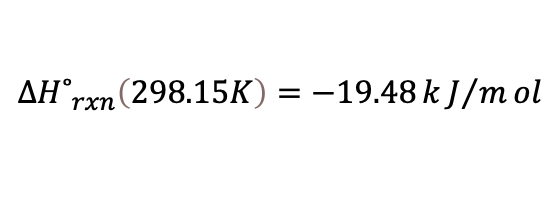 ΔH°rxn(298.15K) = −19.48 kJ/mol